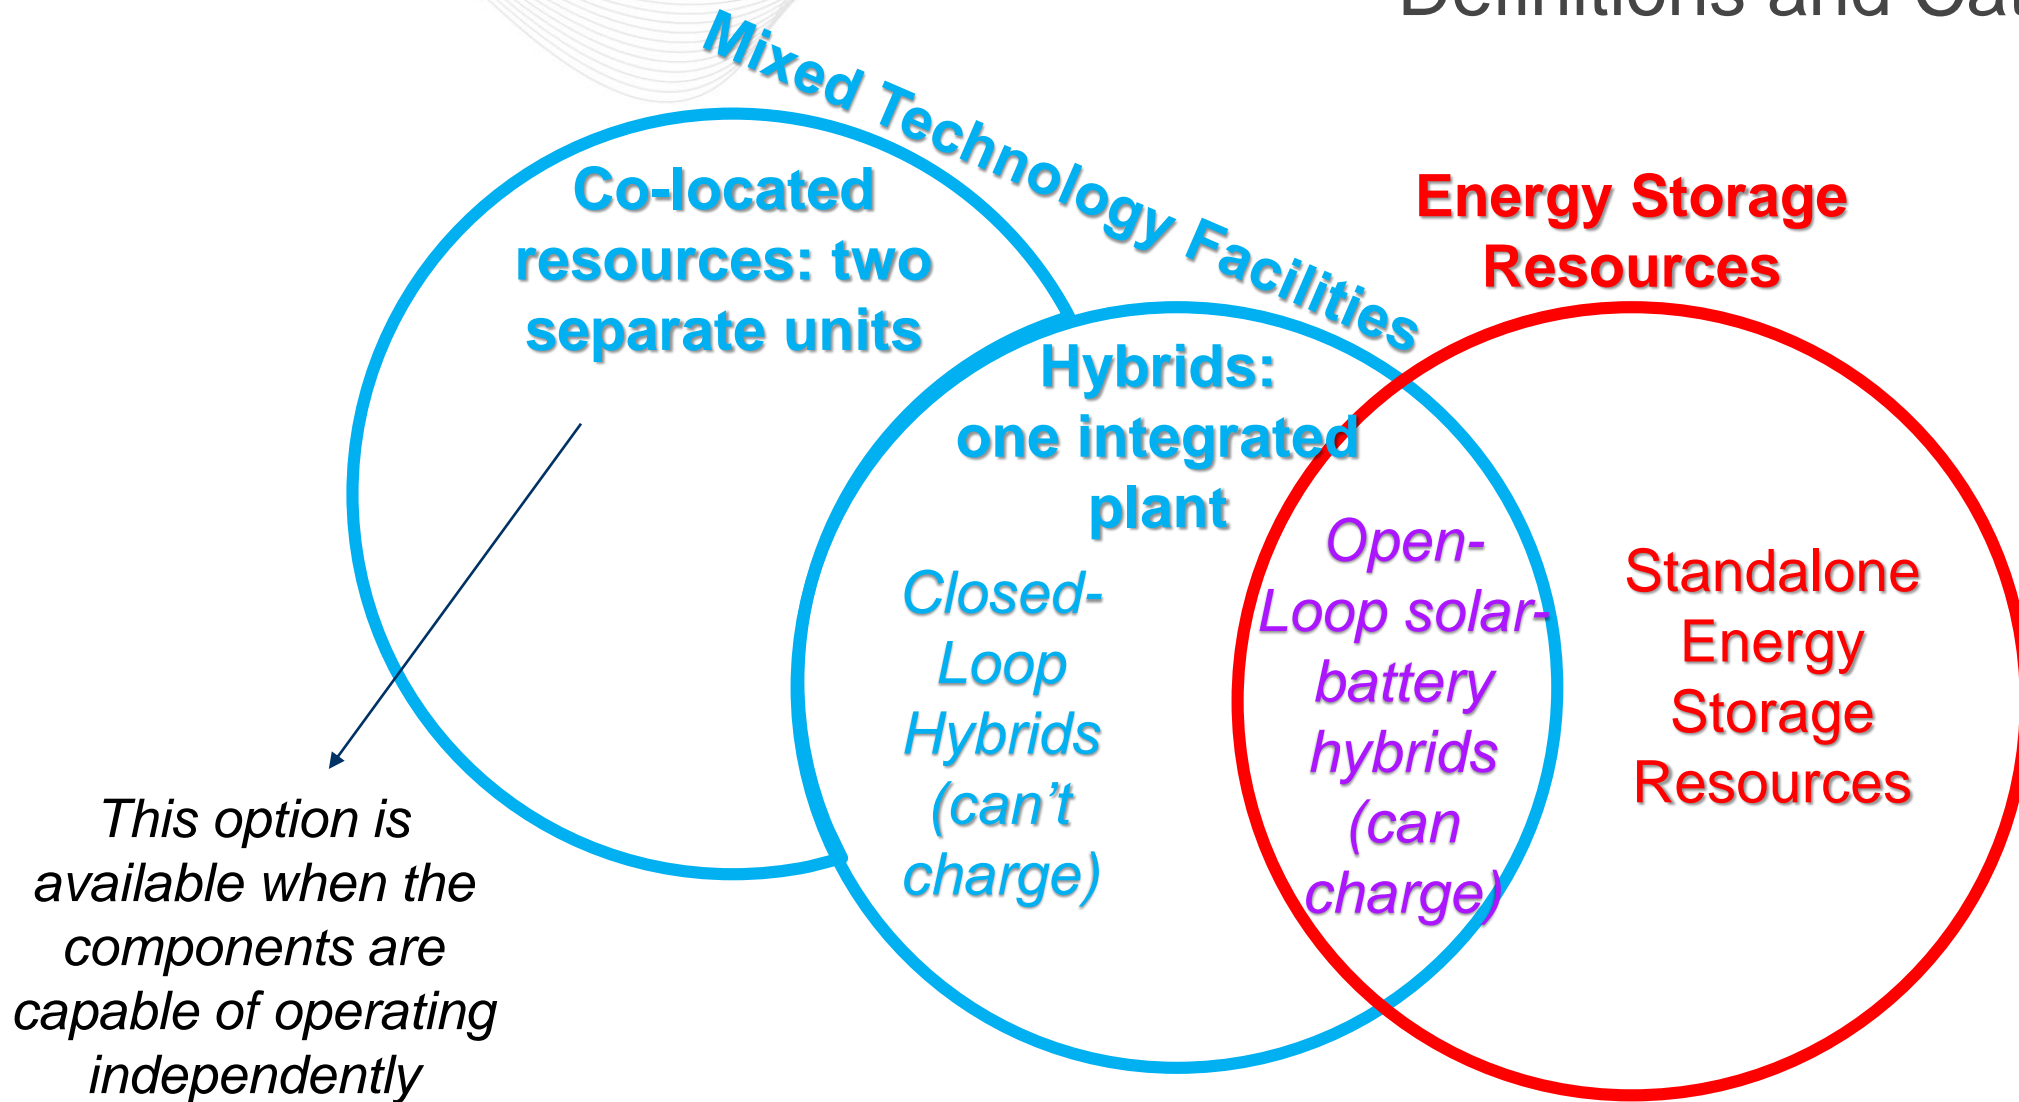 Definitions and
Mixed Technology Facilities
Co-located
resources: two
separate units
Energy Storage
Resources
Hybrids:
one integrated
plant
Closed-
Loop
Hybrids
(can’t
charge)
Open-
Loop solar-
battery
hybrids
(can
charge)
Standalone
Energy
Storage
Resources
This option is
available when the
components are
capable of operating
independently